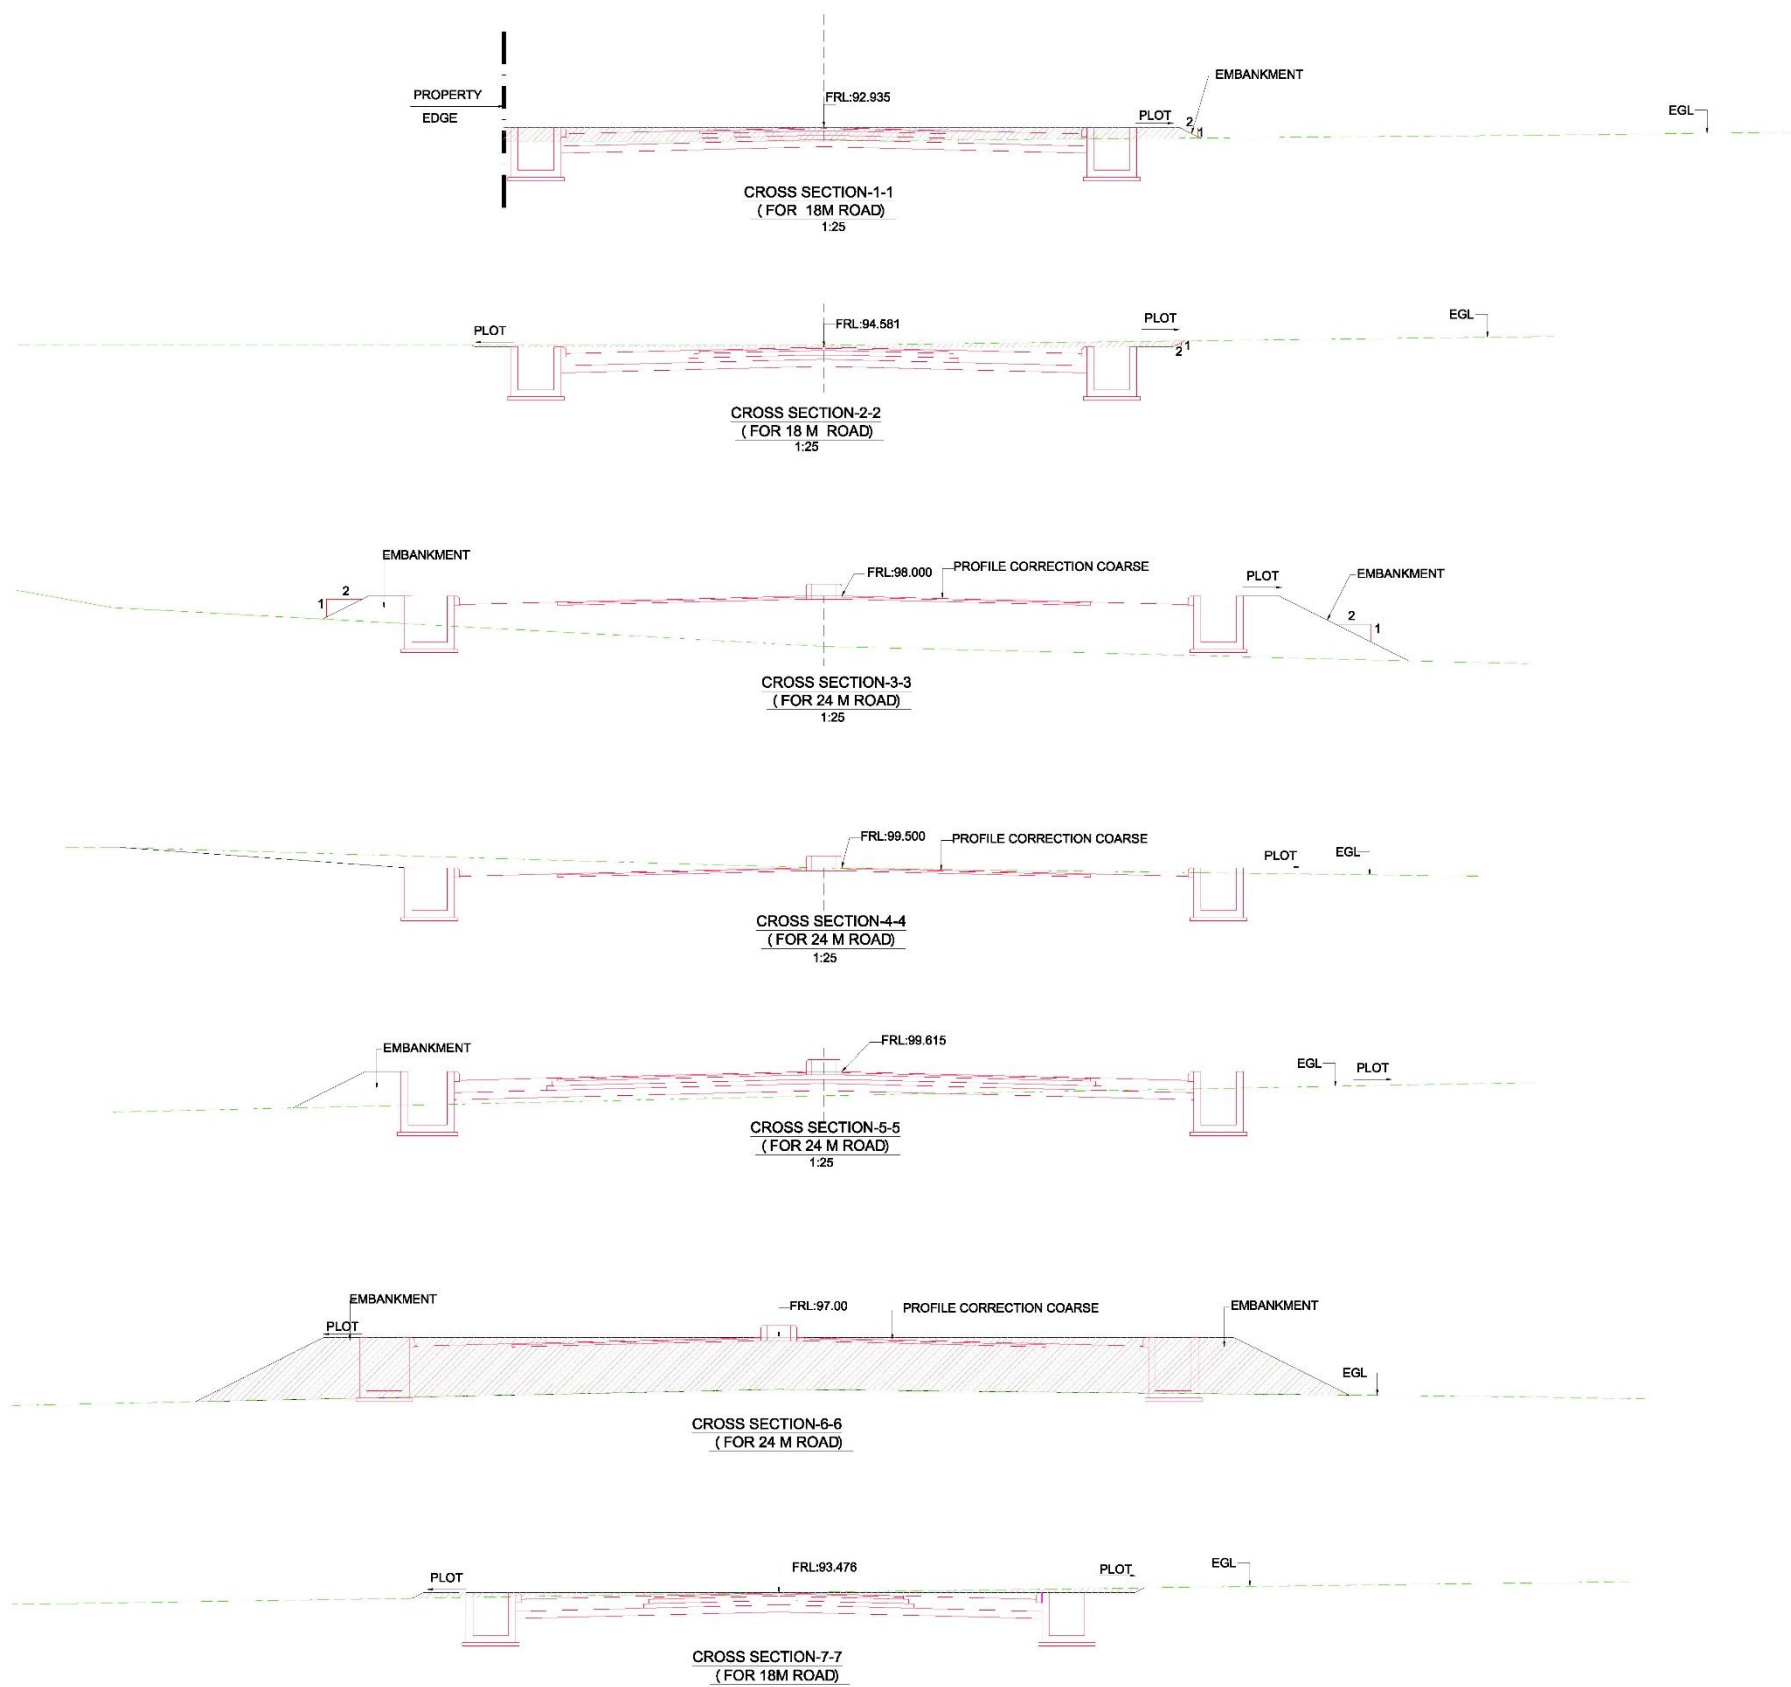 EMBANKMENT
PROPERTY
EDGE
FRL:92.935
PLOT
2
1
EGL
CROSS SECTION-1-1
( FOR 18M ROAD)
1:25
PLOT
FRL:94.581
PLOT
1
2
EGL
CROSS SECTION-2-2
( FOR 18 M ROAD)
1:25
EMBANKMENT
2
1
FRL:98.000
PROFILE CORRECTION COARSE
PLOT
EMBANKMENT
2
1
CROSS SECTION-3-3
( FOR 24 M ROAD)
1:25
FRL:99.500
PROFILE CORRECTION COARSE
PLOT
EGL
CROSS SECTION-4-4
( FOR 24 M ROAD)
1:25
EMBANKMENT
FRL:99.615
EGL
PLOT
CROSS SECTION-5-5
( FOR 24 M ROAD)
1:25
EMBANKMENT
PLOT
FRL:97.00
PROFILE CORRECTION COARSE
EMBANKMENT
EGL
CROSS SECTION-6-6
( FOR 24 M ROAD)
PLOT
FRL:93.476
PLOT
EGL
CROSS SECTION-7-7
( FOR 18M ROAD)